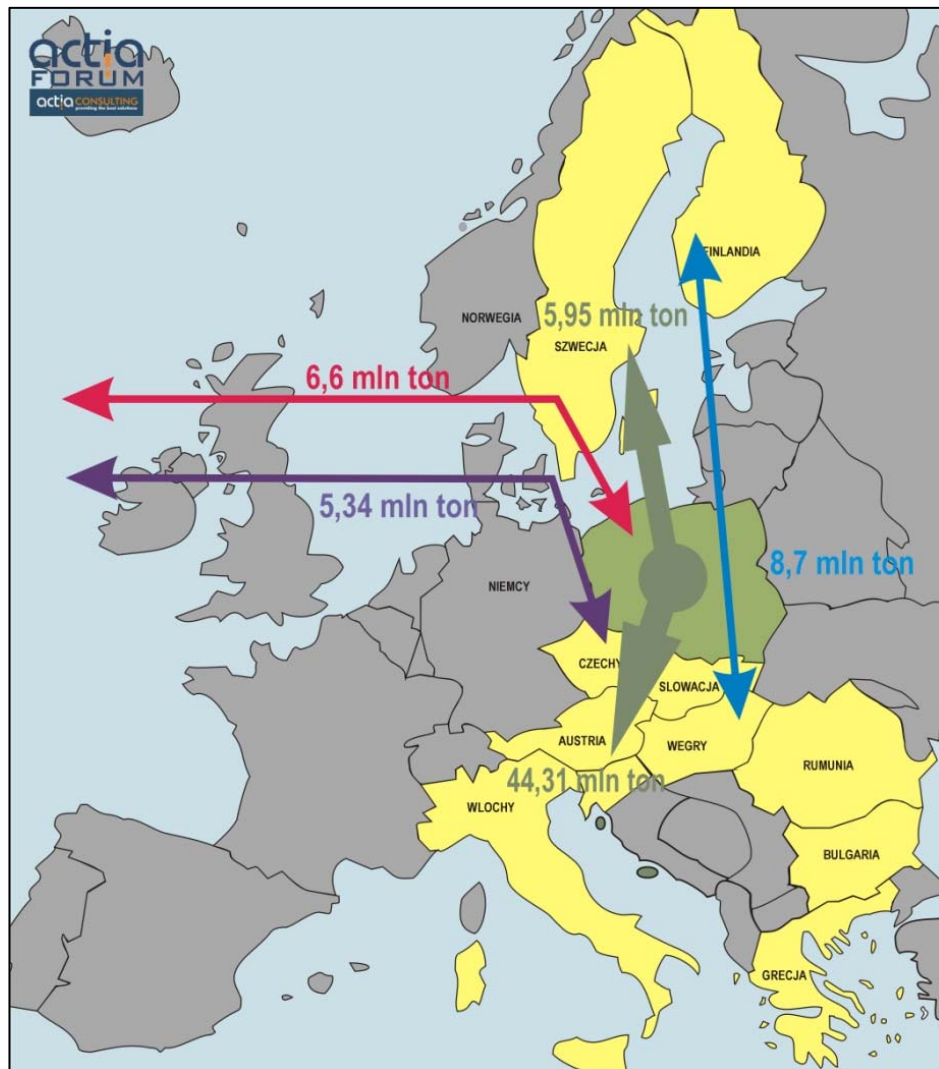 actia
FORUM
actia CONSULTING
providing the best solutions
FINLANDIA
5,95 mln ton
NORWEGIA
SZWECJA
6,6 mln ton
5,34 mln ton
8,7 mln ton
NIEMCY
CZECHY
SLOWACJA
AUSTRIA
WEGRY
RUMUNIA
44,31 mln ton
WLOCHY
BULGARIA
GRECJA